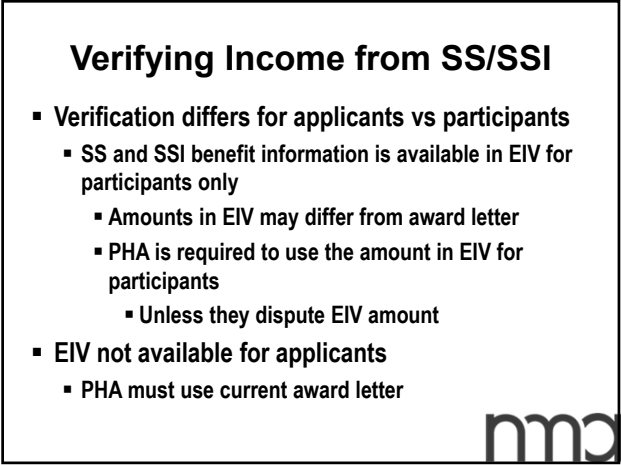 Verifying Income from SS/SSI
▪ Verification differs for applicants vs participants
▪ SS and SSI benefit information is available in EIV for
participants only
▪ Amounts in EIV may differ from award letter
▪ PHA is required to use the amount in EIV for
participants
▪ Unless they dispute EIV amount
▪ EIV not available for applicants
▪ PHA must use current award letter
nma